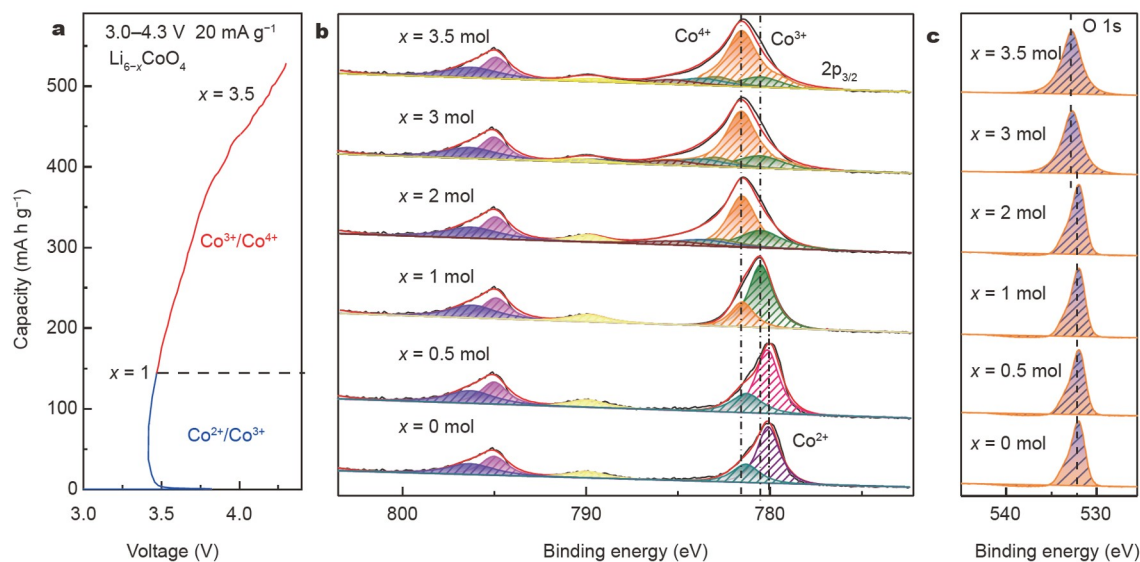 a
3.0–4.3 V 20 mA g⁻¹
Li₆₋ₓCoO₄
x = 3.5
Co³⁺/Co⁴⁺
x = 1
Co²⁺/Co³⁺
500
400
300
200
100
0
Capacity (mA h g⁻¹)
3.0 3.5 4.0
Voltage (V)
b
Co⁴⁺
Co³⁺
2p₃/₂
x = 3.5 mol
x = 3 mol
x = 2 mol
x = 1 mol
x = 0.5 mol
x = 0 mol
Co²⁺
800 790 780
Binding energy (eV)
c
O 1s
x = 3.5 mol
x = 3 mol
x = 2 mol
x = 1 mol
x = 0.5 mol
x = 0 mol
540 530
Binding energy (eV)